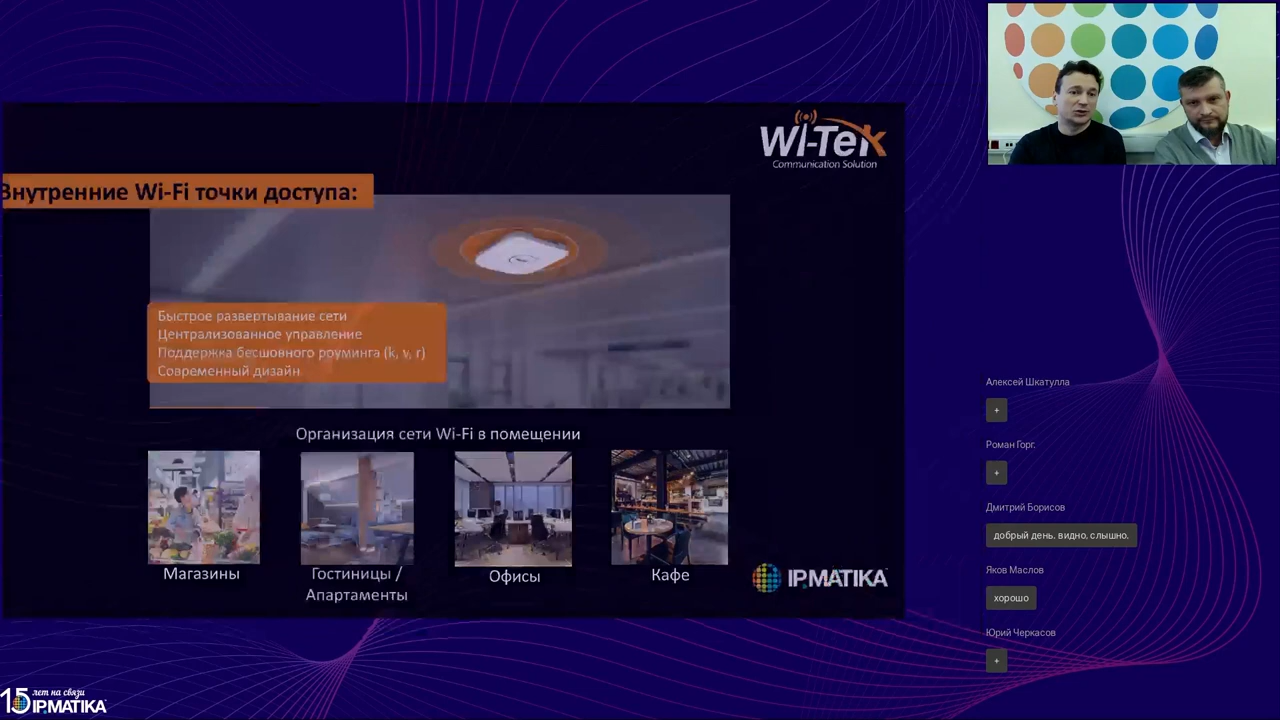 Wi-Tek
Communication Solution
Внутренние Wi-Fi точки доступа:
Быстрое развертывание сети
Централизованное управление
Поддержка бесшовного роуминга (k, v, r)
Современный дизайн
Организация сети Wi-Fi в помещении
Магазины
Гостиницы /
Апартаменты
Офисы
Кафе
IPMATIKA
Алексей Шкатулла
+
Роман Горг.
+
Дмитрий Борисов
добрый день. видно. слышно.
Яков Маслов
хорошо
Юрий Черкасов
+
15 лет на связи
IPMATIKA